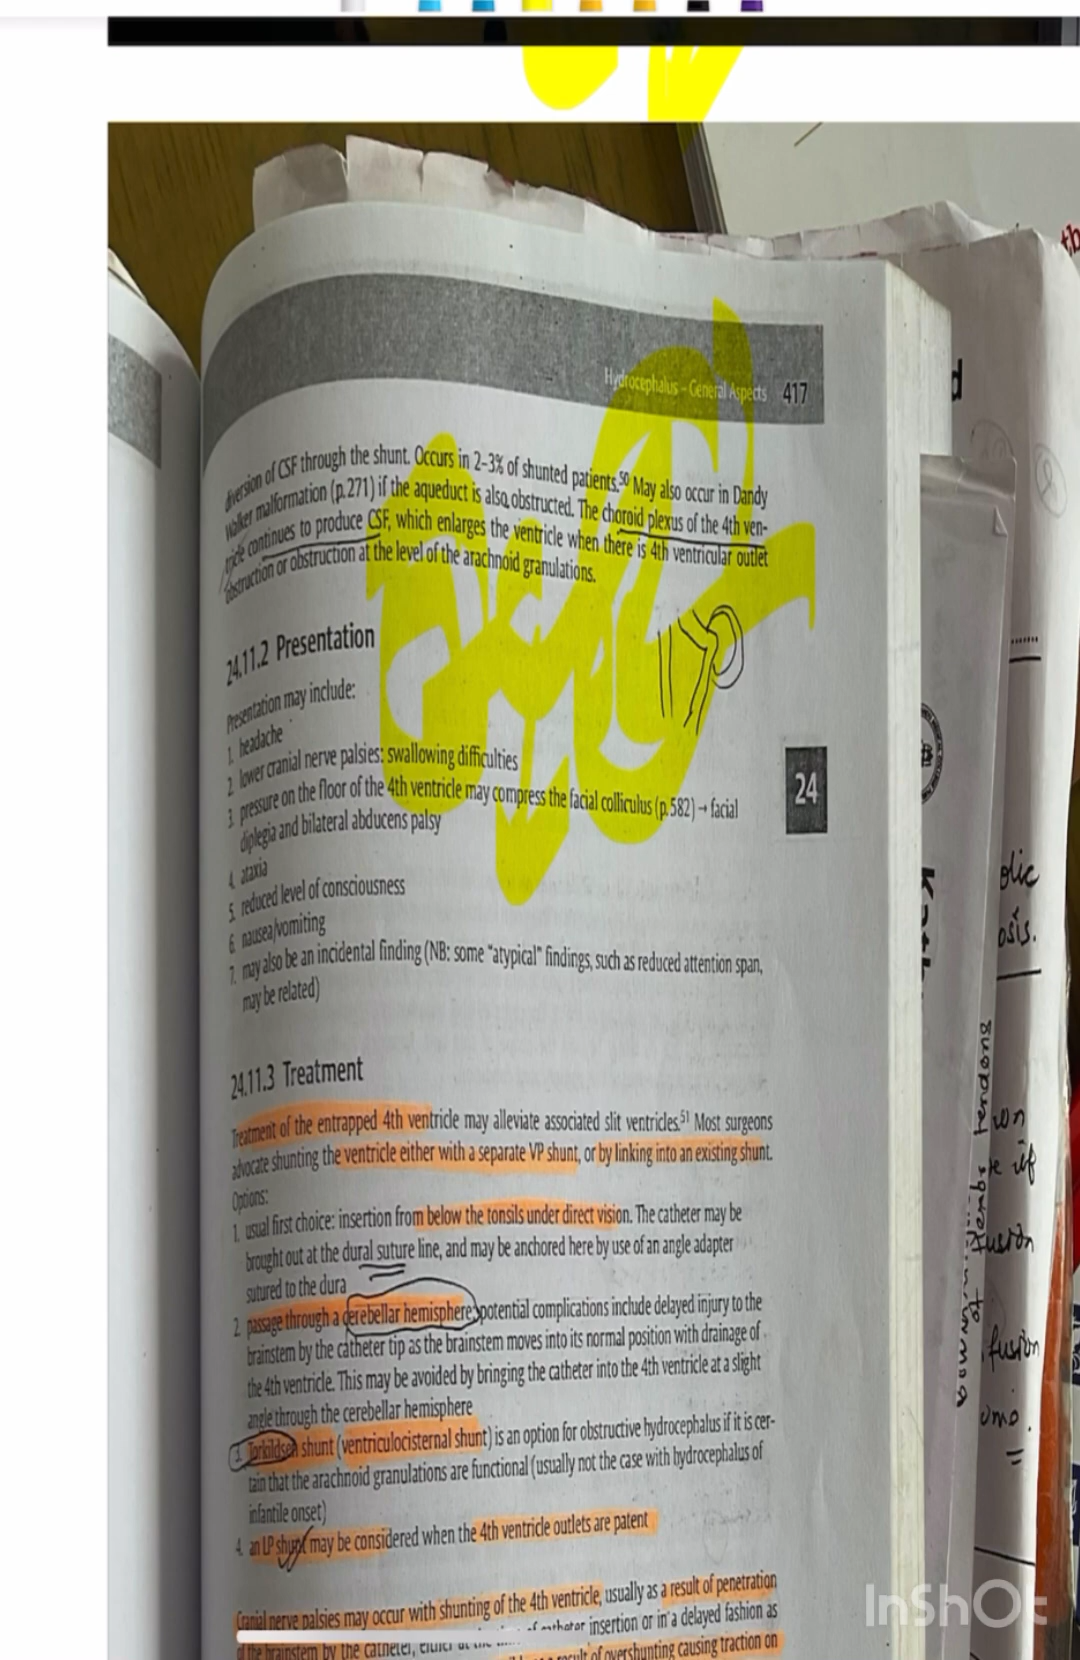 Hydrocephalus – General Aspects 417
diversion of CSF through the shunt. Occurs in 2–3% of shunted patients.50 May also occur in Dandy
Walker malformation (p.271) if the aqueduct is also obstructed. The choroid plexus of the 4th ven-
tricle continues to produce CSF, which enlarges the ventricle when there is 4th ventricular outlet
obstruction or obstruction at the level of the arachnoid granulations.
24.11.2 Presentation
Presentation may include:
1. headache
2. lower cranial nerve palsies: swallowing difficulties
3. pressure on the floor of the 4th ventricle may compress the facial colliculus (p.582) → facial
diplegia and bilateral abducens palsy
4. ataxia
5. reduced level of consciousness
6. nausea/vomiting
7. may also be an incidental finding (NB: some "atypical" findings, such as reduced attention span,
may be related)
24
24.11.3 Treatment
Treatment of the entrapped 4th ventricle may alleviate associated slit ventricles.51 Most surgeons
advocate shunting the ventricle either with a separate VP shunt, or by linking into an existing shunt.
Options:
1. usual first choice: insertion from below the tonsils under direct vision. The catheter may be
brought out at the dural suture line, and may be anchored here by use of an angle adapter
sutured to the dura
2. passage through a cerebellar hemisphere: potential complications include delayed injury to the
brainstem by the catheter tip as the brainstem moves into its normal position with drainage of
the 4th ventricle. This may be avoided by bringing the catheter into the 4th ventricle at a slight
angle through the cerebellar hemisphere
3. Torkildsen shunt (ventriculocisternal shunt) is an option for obstructive hydrocephalus if it is cer-
tain that the arachnoid granulations are functional (usually not the case with hydrocephalus of
infantile onset)
4. an LP shunt may be considered when the 4th ventricle outlets are patent
Cranial nerve palsies may occur with shunting of the 4th ventricle, usually as a result of penetration
of the brainstem by the catheter, either at the insertion or in a delayed fashion as
result of overshunting causing traction on
tendons
fusion
of
fusion
InShOt